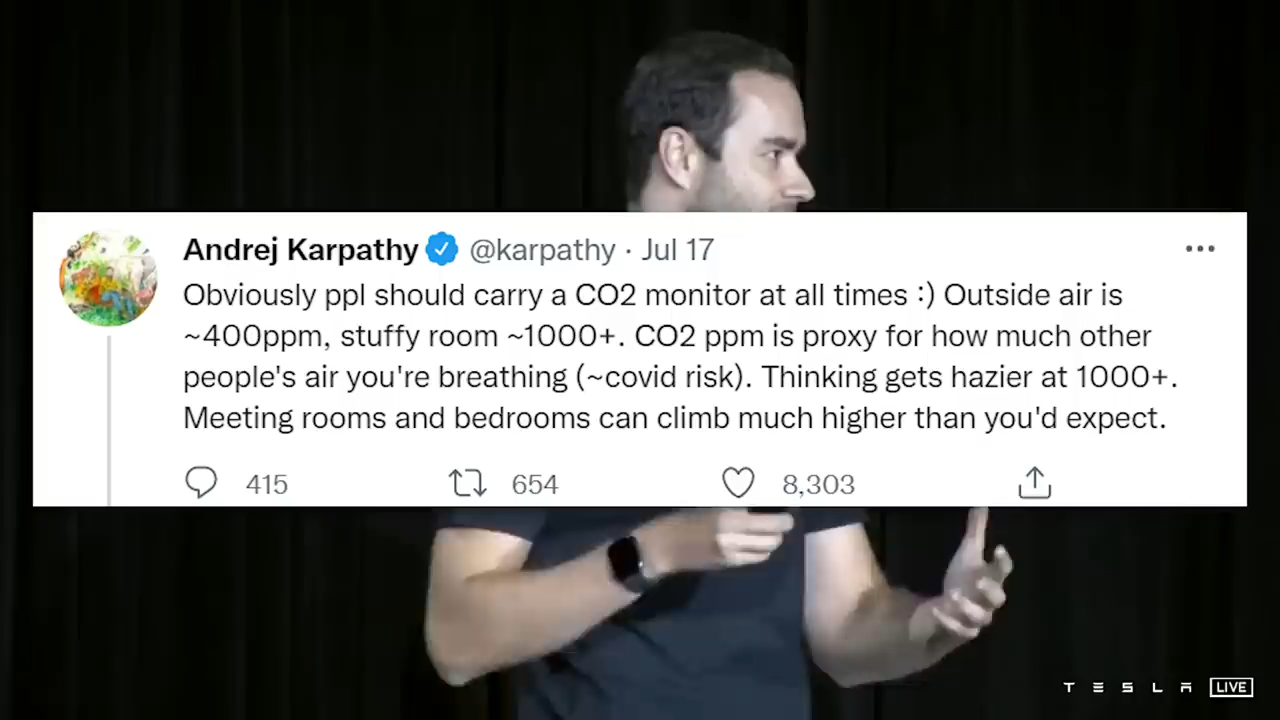 Andrej Karpathy @karpathy · Jul 17
Obviously ppl should carry a CO2 monitor at all times :) Outside air is
~400ppm, stuffy room ~1000+. CO2 ppm is proxy for how much other
people's air you're breathing (~covid risk). Thinking gets hazier at 1000+.
Meeting rooms and bedrooms can climb much higher than you'd expect.
415 654 8,303
TESLA LIVE